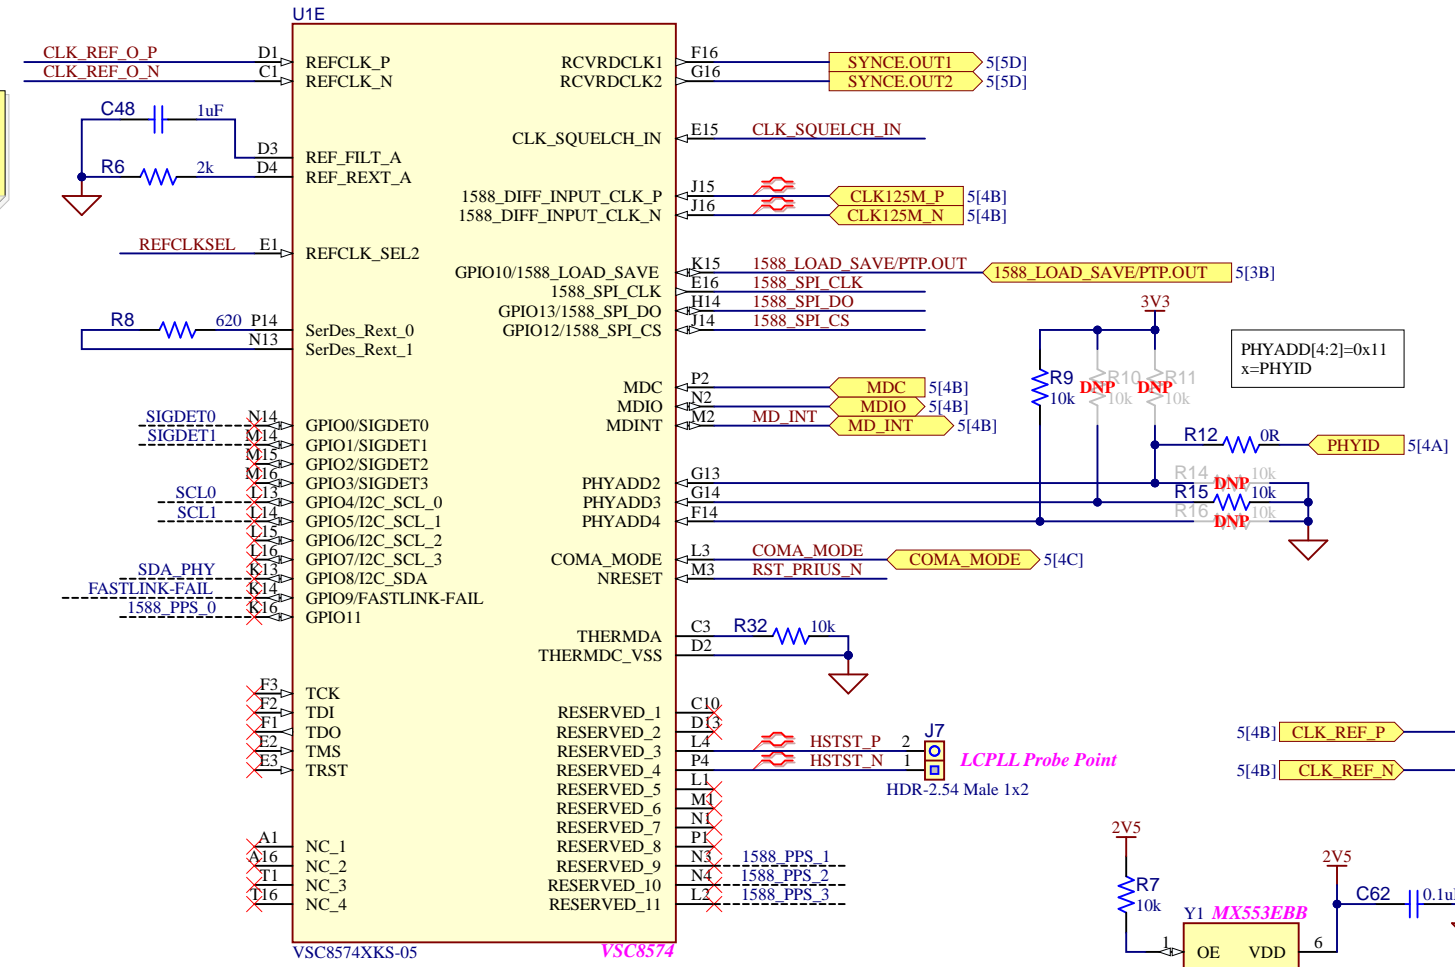 U1E
CLK_REF_O_P D1 REFCLK_P
CLK_REF_O_N C1 REFCLK_N
C48 1uF
D3 REF_FILT_A
R6 2k D4 REF_REXT_A
REFCLKSEL E1 REFCLK_SEL2
R8 620 P14 SerDes_Rext_0
N13 SerDes_Rext_1
SIGDET0 N14 GPIO0/SIGDET0
SIGDET1 M14 GPIO1/SIGDET1
M15 GPIO2/SIGDET2
M16 GPIO3/SIGDET3
SCL0 L13 GPIO4/I2C_SCL_0
SCL1 L14 GPIO5/I2C_SCL_1
L15 GPIO6/I2C_SCL_2
L16 GPIO7/I2C_SCL_3
SDA_PHY K13 GPIO8/I2C_SDA
FASTLINK-FAIL K14 GPIO9/FASTLINK-FAIL
1588_PPS_0 K16 GPIO11
F3 TCK
F2 TDI
F1 TDO
E2 TMS
E3 TRST
A1 NC_1
A16 NC_2
T1 NC_3
T16 NC_4
VSC8574XKS-05
VSC8574
RCVRDCLK1 F16 SYNCE.OUT1 5[5D]
RCVRDCLK2 G16 SYNCE.OUT2 5[5D]
CLK_SQUELCH_IN E15 CLK_SQUELCH_IN
1588_DIFF_INPUT_CLK_P J15 CLK125M_P 5[4B]
1588_DIFF_INPUT_CLK_N J16 CLK125M_N 5[4B]
GPIO10/1588_LOAD_SAVE K15 1588_LOAD_SAVE/PTP.OUT 1588_LOAD_SAVE/PTP.OUT 5[3B]
1588_SPI_CLK E16 1588_SPI_CLK
GPIO13/1588_SPI_DO H14 1588_SPI_DO
GPIO12/1588_SPI_CS J14 1588_SPI_CS
MDC P2 MDC 5[4B]
MDIO N2 MDIO 5[4B]
MDINT M2 MD_INT MD_INT 5[4B]
3V3
R9 10k
R10 DNP 10k
R11 DNP 10k
PHYADD[4:2]=0x11
x=PHYID
R12 0R PHYID 5[4A]
PHYADD2 G13 R14 DNP 10k
PHYADD3 G14 R15 10k
PHYADD4 F14 R16 DNP 10k
COMA_MODE L3 COMA_MODE COMA_MODE 5[4C]
NRESET M3 RST_PRIUS_N
THERMDA C3 R32 10k
THERMDC_VSS D2
RESERVED_1 C10
RESERVED_2 D13
RESERVED_3 L4 HSTST_P 2
RESERVED_4 P4 HSTST_N 1
J7
LCPLL Probe Point
HDR-2.54 Male 1x2
RESERVED_5 L1
RESERVED_6 M1
RESERVED_7 N1
RESERVED_8 P1
RESERVED_9 N3 1588_PPS_1
RESERVED_10 N4 1588_PPS_2
RESERVED_11 L2 1588_PPS_3
5[4B] CLK_REF_P
5[4B] CLK_REF_N
2V5
R7
10k
2V5
C62 0.1u
Y1 MX553EBB
1 OE VDD 6